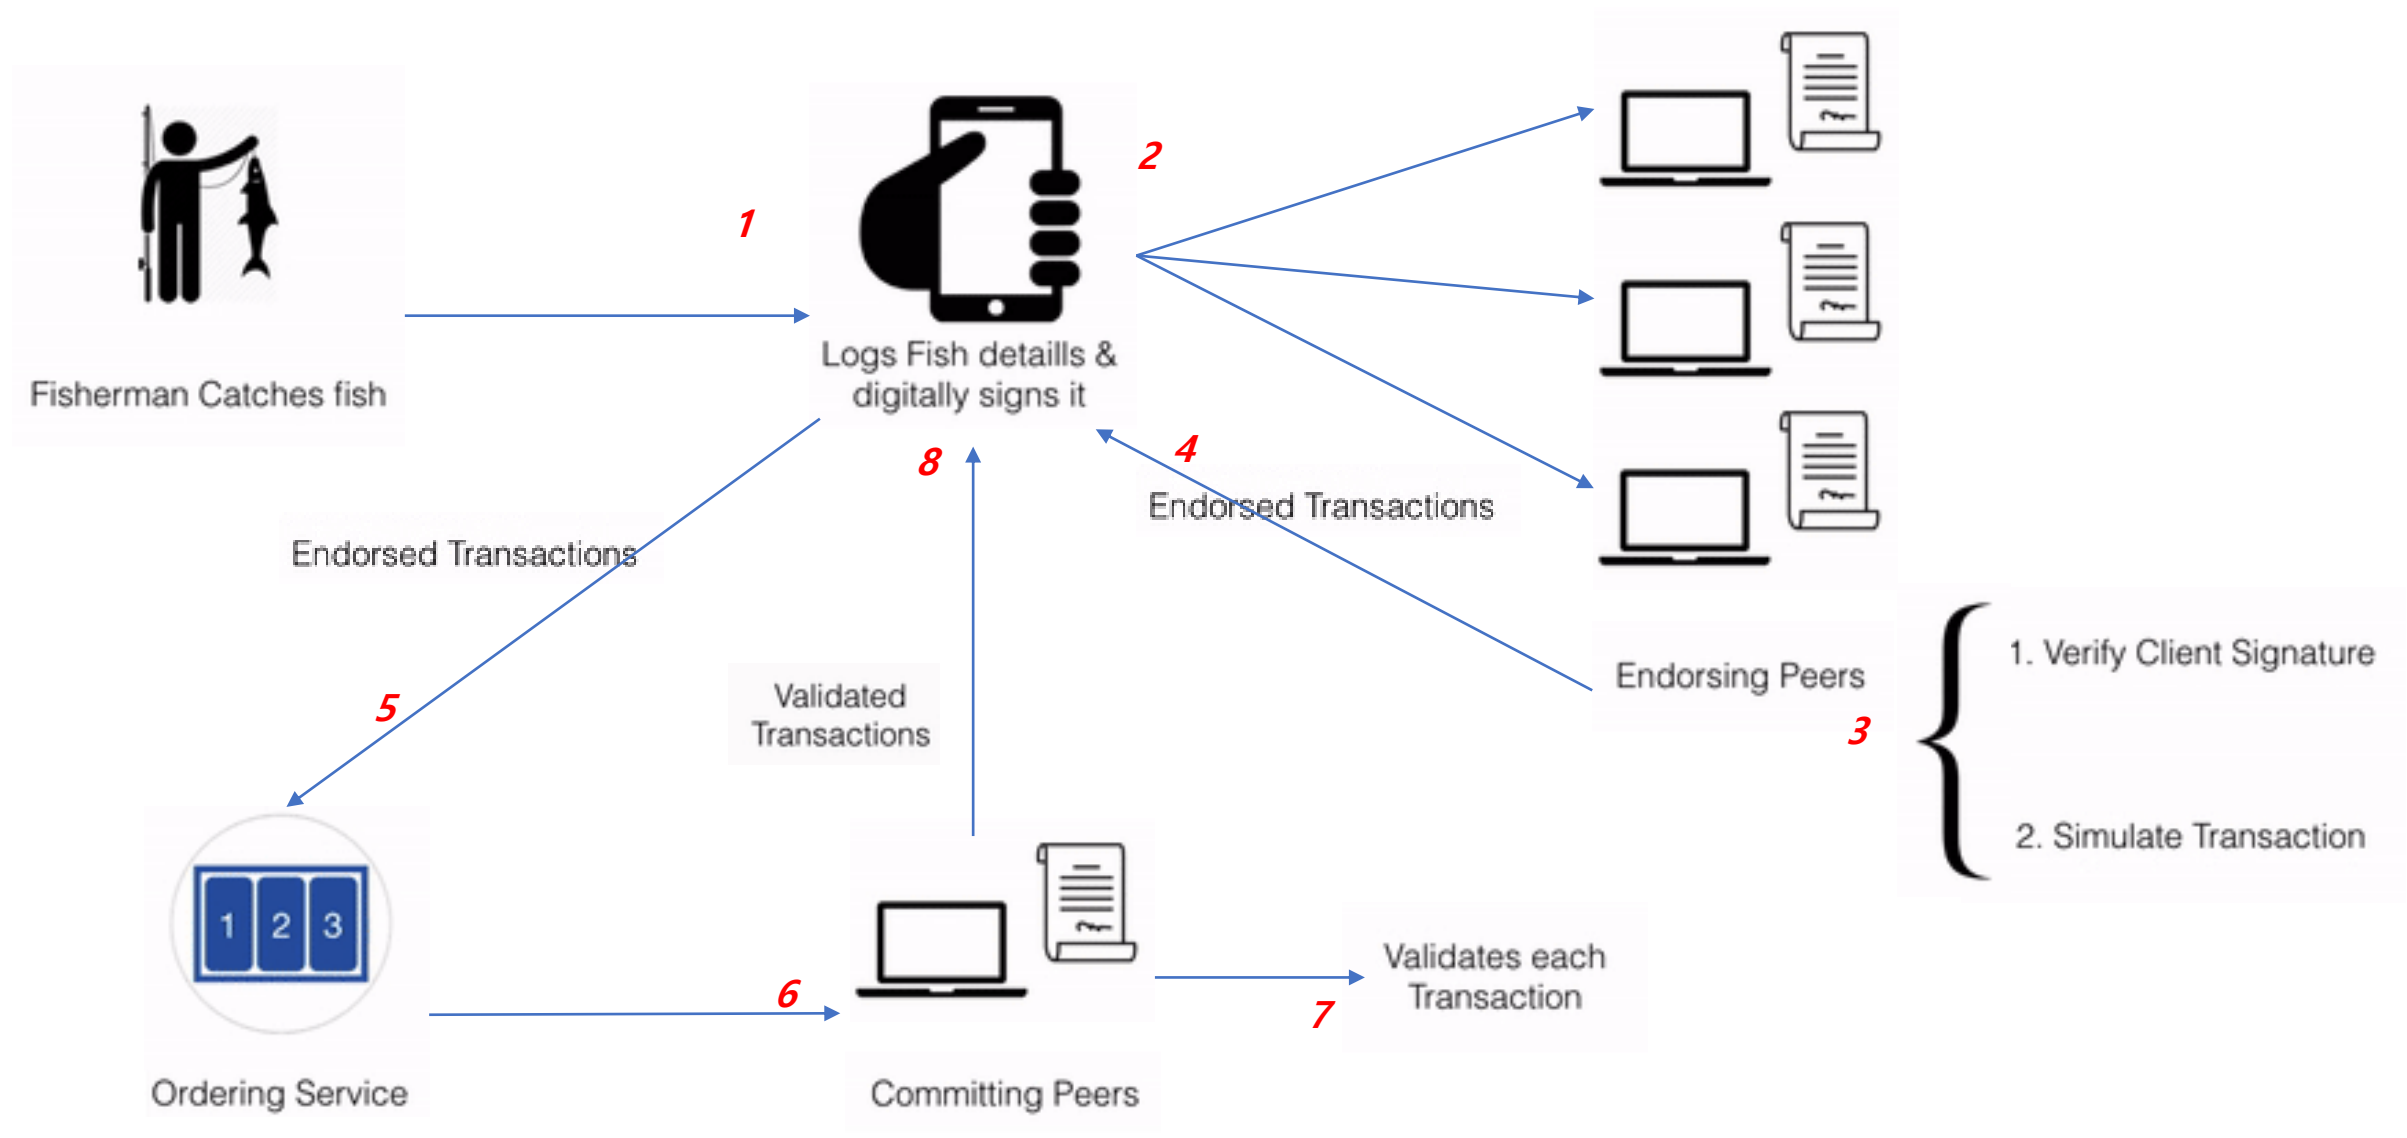 1
2
Logs Fish detaills &
digitally signs it
Fisherman Catches fish
8
4
Endorsed Transactions
Endorsed Transactions
5
Validated
Transactions
Endorsing Peers
3
1. Verify Client Signature
2. Simulate Transaction
1 2 3
Ordering Service
6
Committing Peers
7
Validates each
Transaction